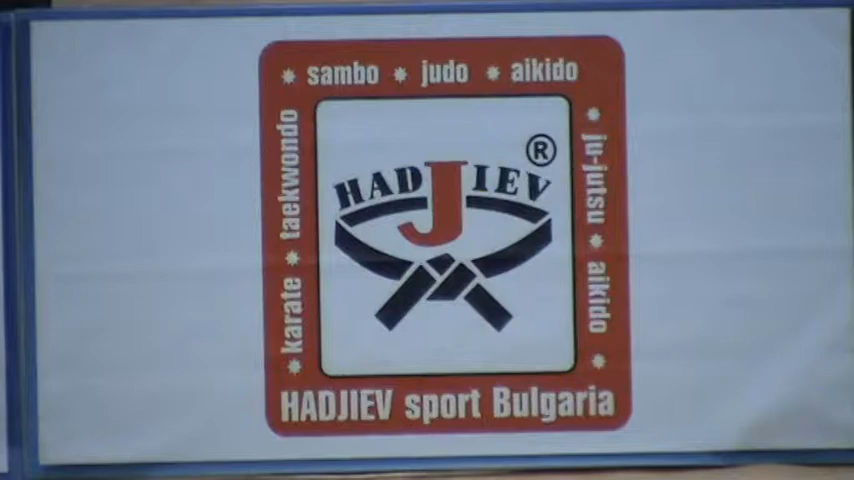 * sambo * judo * aikido
* karate * taekwondo
* ju-jutsu * aikido *
HADJIEV ®
HADJIEV sport Bulgaria